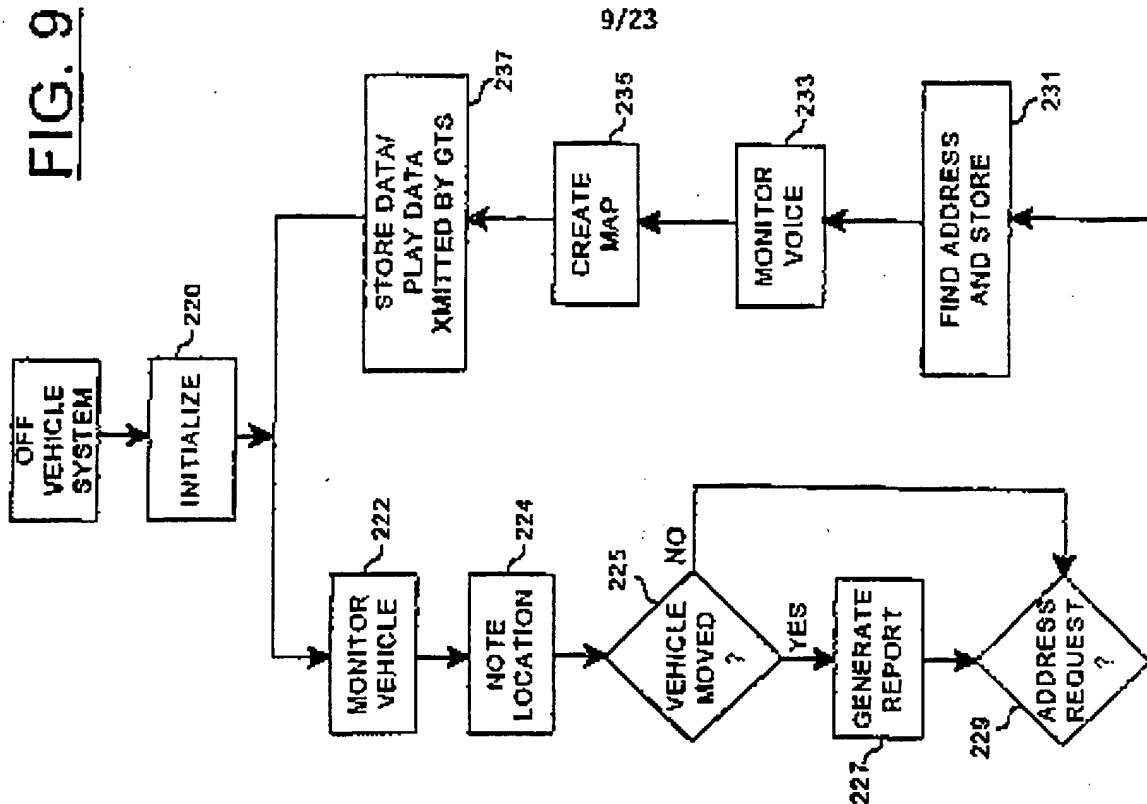 FIG. 9
9/23
OFF
VEHICLE
SYSTEM
220
INITIALIZE
222
MONITOR
VEHICLE
224
NOTE
LOCATION
225
VEHICLE
MOVED
?
NO
YES
GENERATE
REPORT
227
ADDRESS
REQUEST
?
229
237
STORE DATA/
PLAY DATA
XMITTED BY GTS
235
CREATE
MAP
233
MONITOR
VOICE
231
FIND ADDRESS
AND STORE